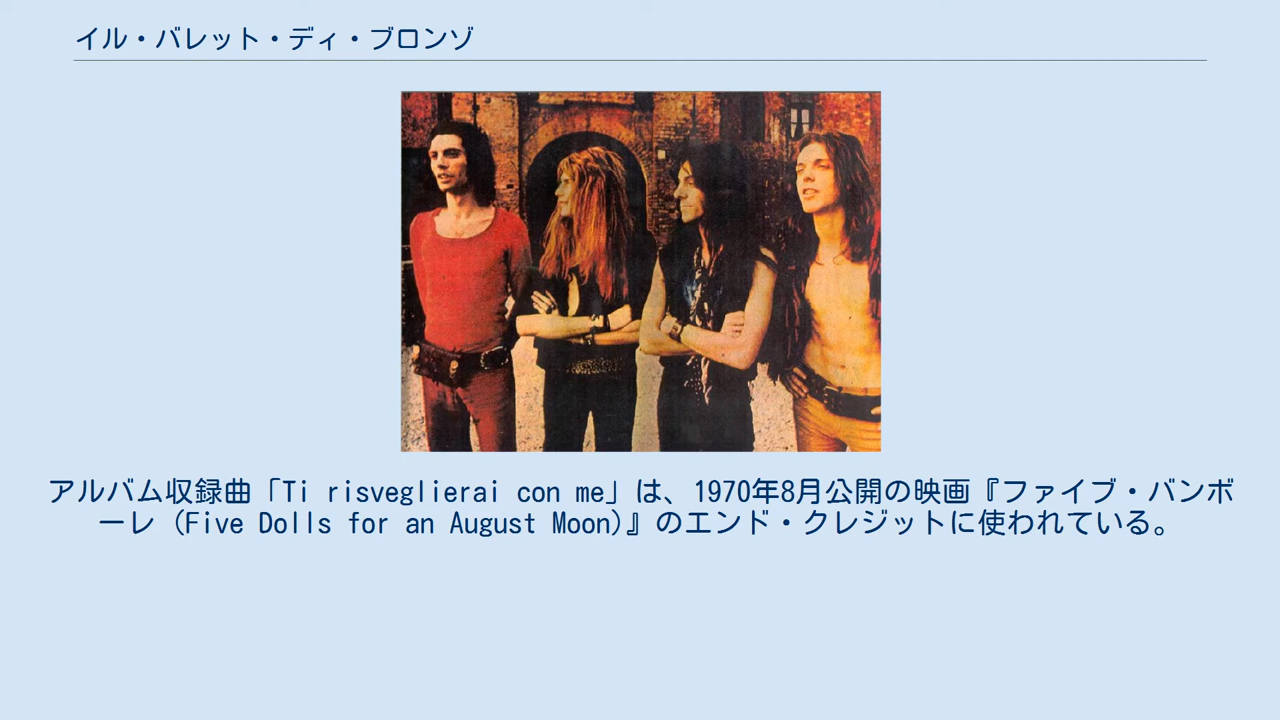 イル・バレット・ディ・ブロンゾ
アルバム収録曲「Ti risveglierai con me」は、1970年8月公開の映画『ファイブ・バンボ
ーレ (Five Dolls for an August Moon)』のエンド・クレジットに使われている。